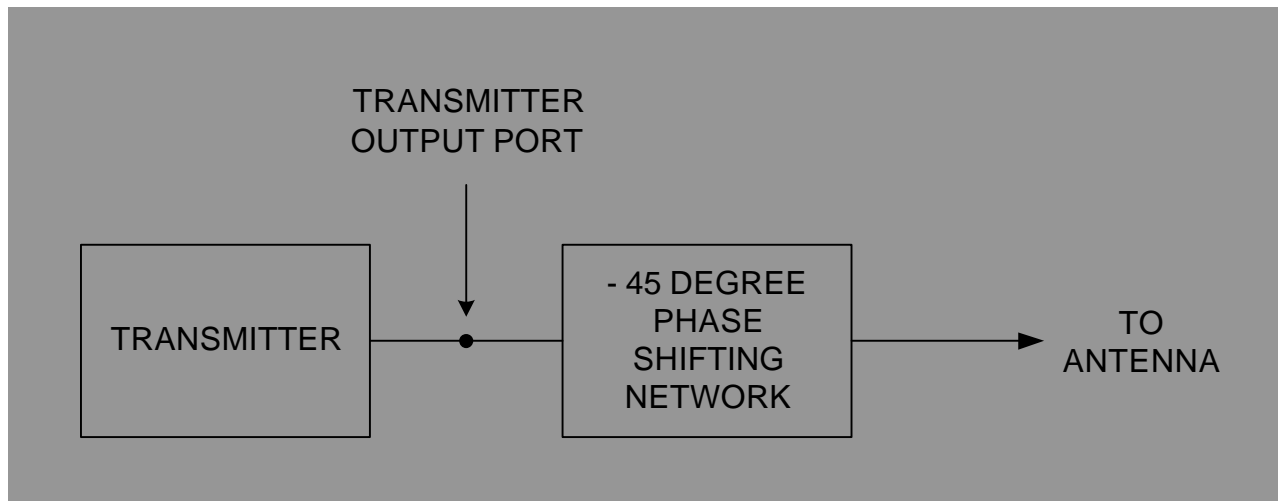 TRANSMITTER
OUTPUT PORT
TRANSMITTER
- 45 DEGREE
PHASE
SHIFTING
NETWORK
TO
ANTENNA